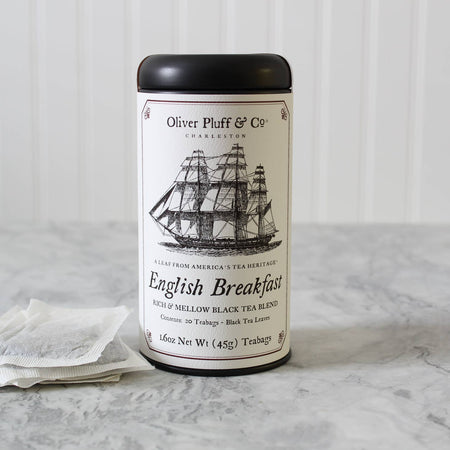 Oliver Pluff & Co®
CHARLESTON
A LEAF FROM AMERICA'S TEA HERITAGE®
English Breakfast
RICH & MELLOW BLACK TEA BLEND
Contents: 20 Teabags • Black Tea Leaves
1.6oz Net Wt (45g) Teabags